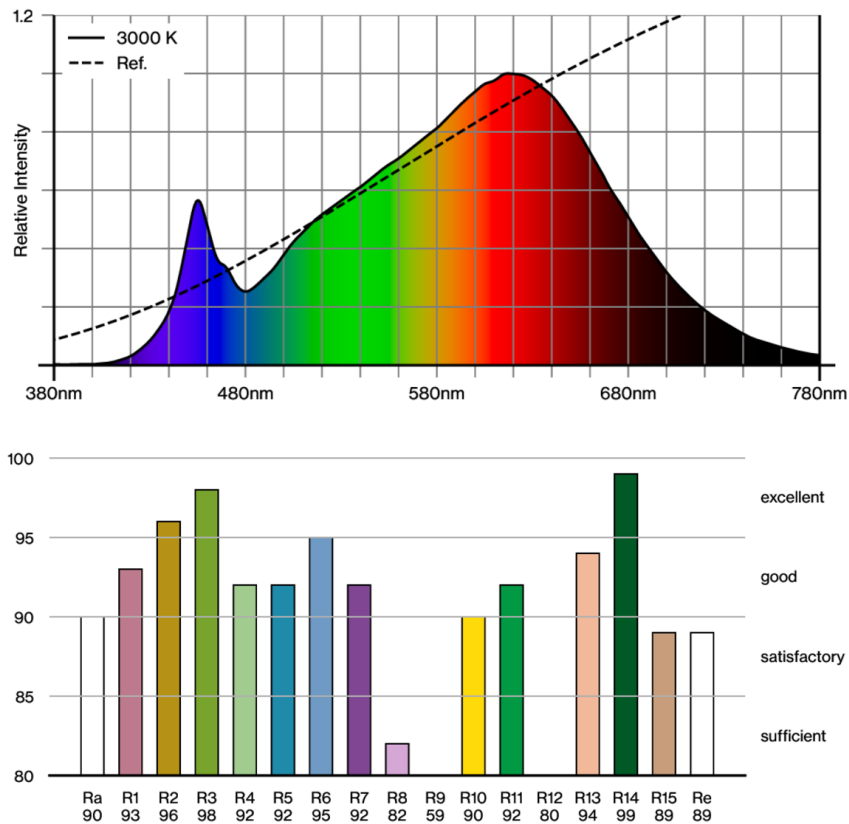 1.2
3000 K
Ref.
Relative Intensity
380nm 480nm 580nm 680nm 780nm
100
excellent
95
good
90
satisfactory
85
sufficient
80
Ra R1 R2 R3 R4 R5 R6 R7 R8 R9 R10 R11 R12 R13 R14 R15 Re
90 93 96 98 92 92 95 92 82 59 90 92 80 94 99 89 89